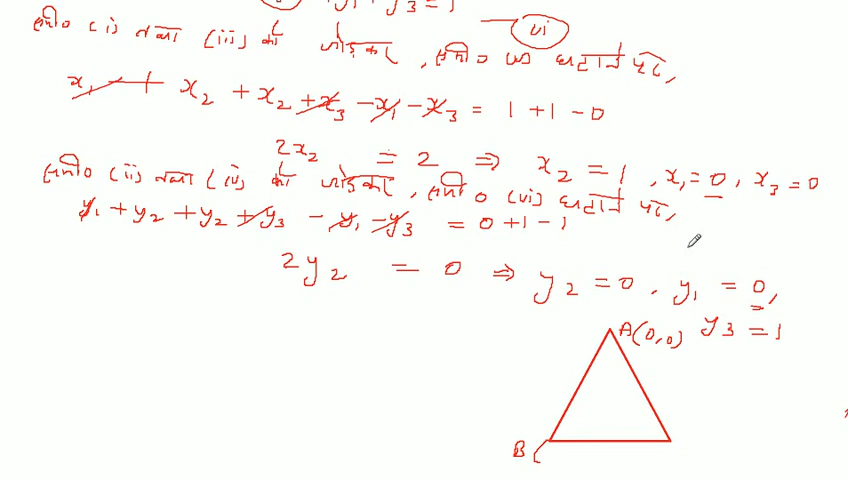 y₁ + y₃ = 1
समी० (i) तथा (iii) को जोड़कर, समी० (v) घटाने पर,
(vi)
x₁ + x₂ + x₂ + x₃ - x₁ - x₃ = 1 + 1 - 0
2x₂ = 2 ⇒ x₂ = 1, x₁ = 0, x₃ = 0
समी० (ii) तथा (iv) को जोड़कर, समी० (vi) घटाने पर,
y₁ + y₂ + y₂ + y₃ - y₁ - y₃ = 0 + 1 - 1
2y₂ = 0 ⇒ y₂ = 0, y₁ = 0,
A(0,0) y₃ = 1
B (